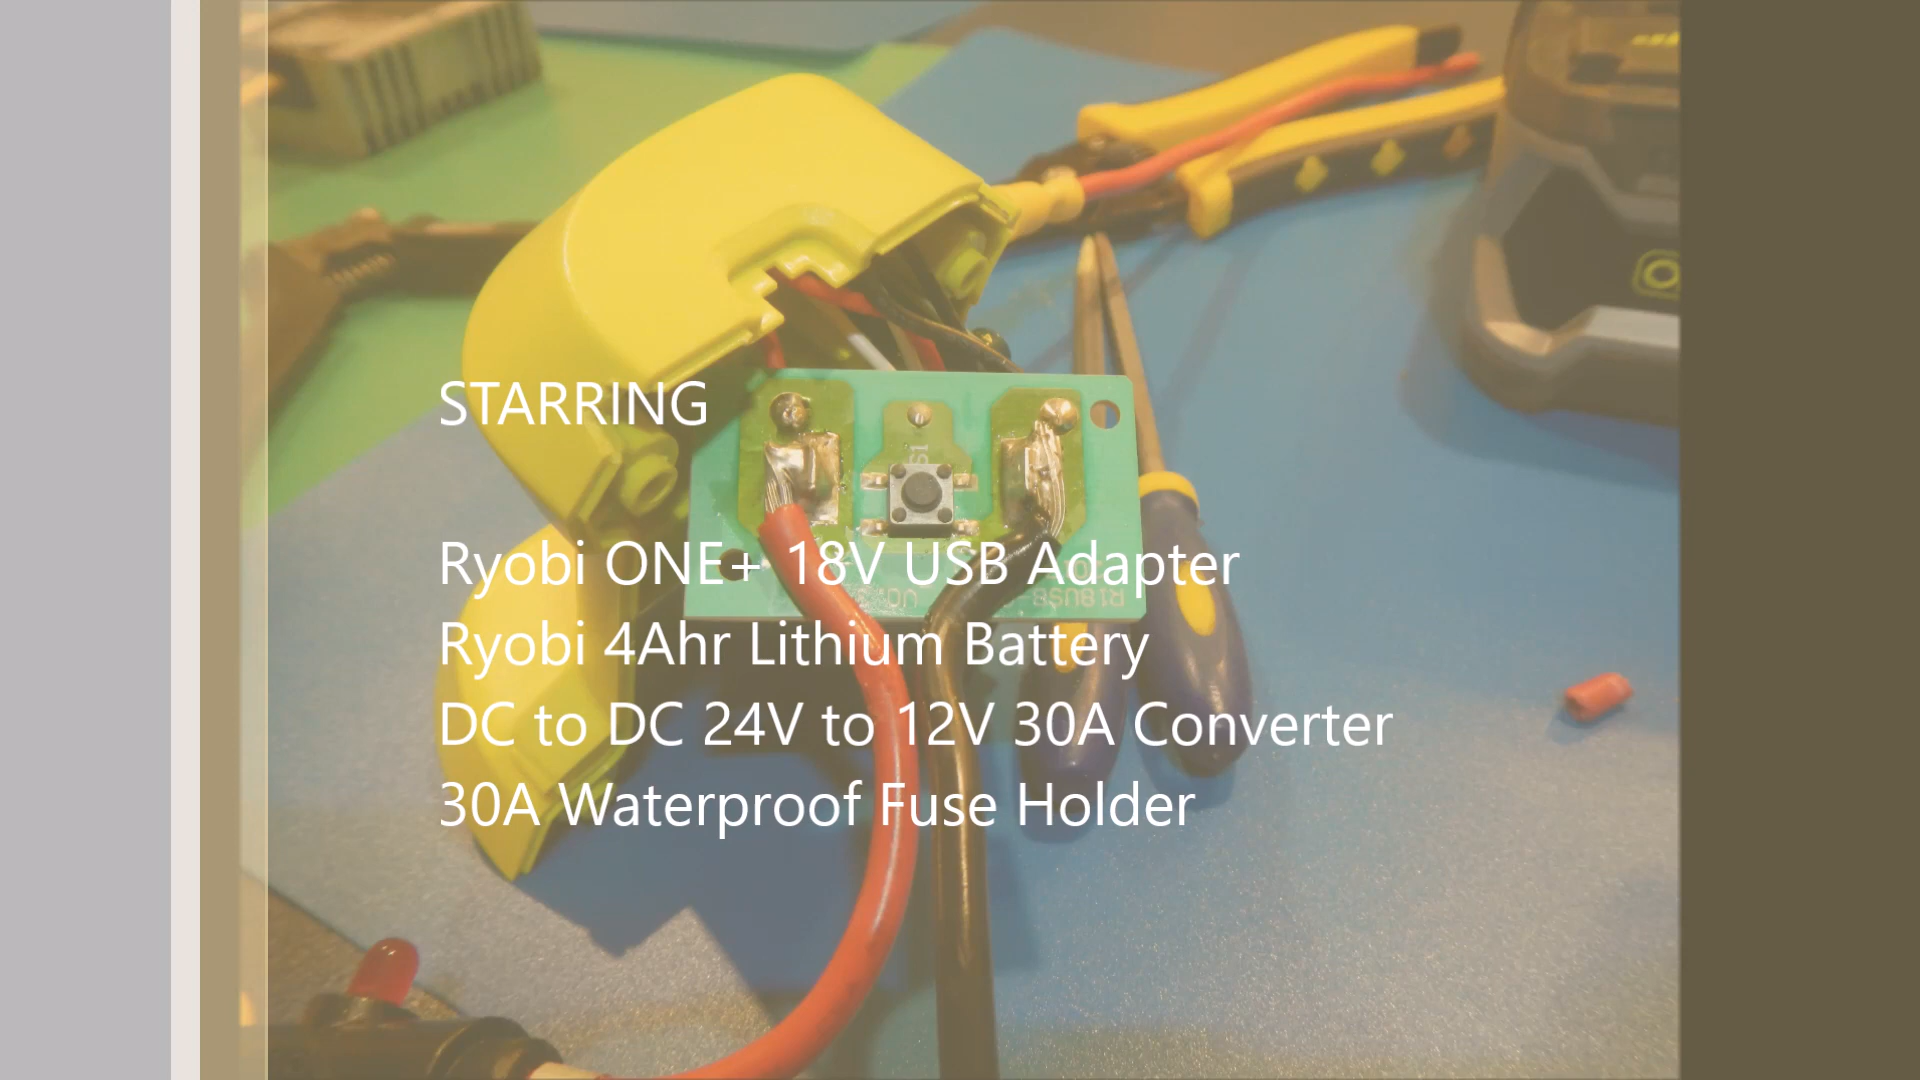 STARRING
Ryobi ONE+ 18V USB Adapter
Ryobi 4Ahr Lithium Battery
DC to DC 24V to 12V 30A Converter
30A Waterproof Fuse Holder